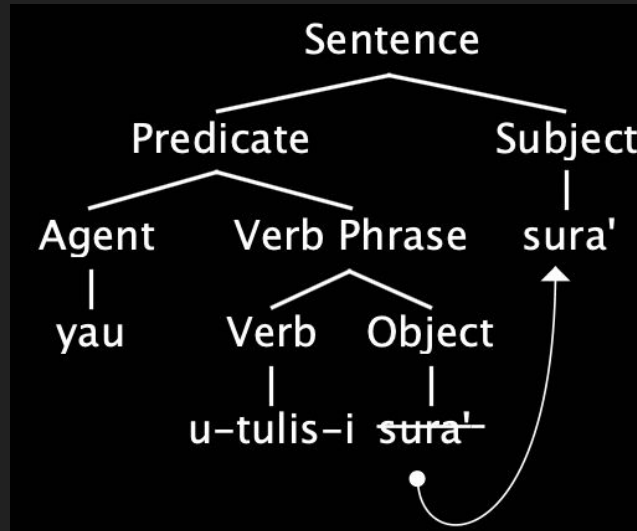 Sentence
Predicate Subject
Agent Verb Phrase sura'
yau Verb Object
u-tulis-i sura'